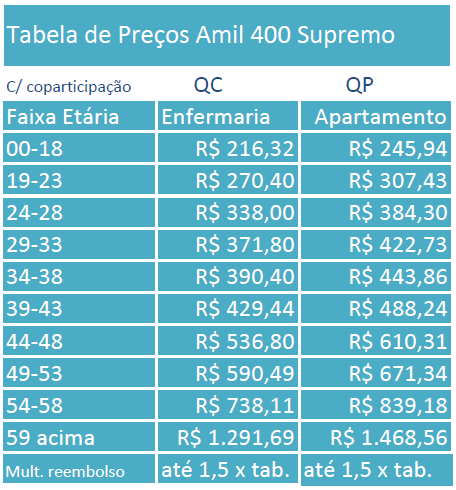 Tabela de Preços Amil 400 Supremo
C/ coparticipação QC QP
Faixa Etária Enfermaria Apartamento
00-18 R$ 216,32 R$ 245,94
19-23 R$ 270,40 R$ 307,43
24-28 R$ 338,00 R$ 384,30
29-33 R$ 371,80 R$ 422,73
34-38 R$ 390,40 R$ 443,86
39-43 R$ 429,44 R$ 488,24
44-48 R$ 536,80 R$ 610,31
49-53 R$ 590,49 R$ 671,34
54-58 R$ 738,11 R$ 839,18
59 acima R$ 1.291,69 R$ 1.468,56
Mult. reembolso até 1,5 x tab. até 1,5 x tab.